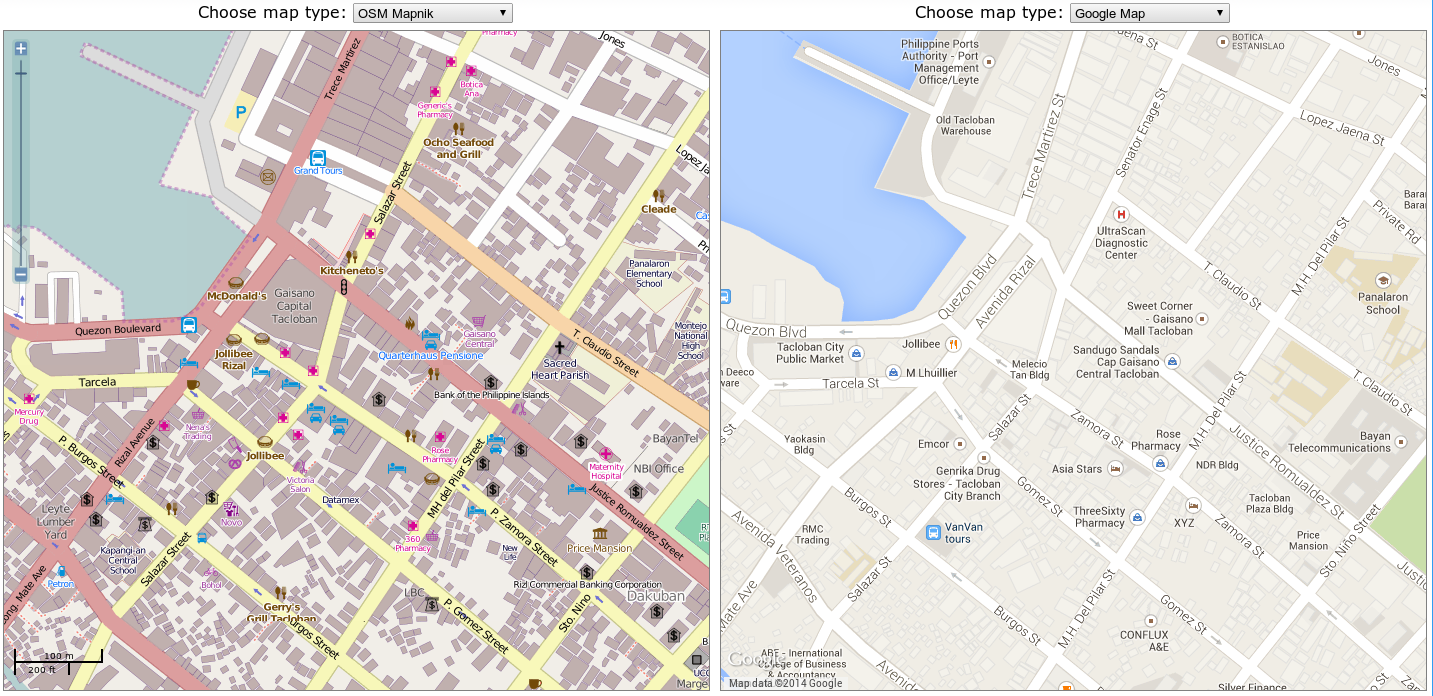 Choose map type:
OSM Mapnik
Pharmacy
Jones
Trece Martirez
Botica
Ana
Generic's
Pharmacy
P
Ocho Seafood
and Grill
Grand Tours
Salazar Street
Lopez Ja
Cleade
Kitcheneto's
Panalaron
Elementary
School
McDonald's
Gaisano
Capital
Tacloban
Quezon Boulevard
Gaisano
Central
Montejo
National
High
School
T. Claudio Street
Jollibee
Rizal
Quarterhaus Pensione
Sacred
Heart Parish
Tarcela
Bank of the Philippine Islands
Mercury
Drug
Nena's
Trading
Rizal Avenue
P. Burgos Street
Jollibee
Rose
Pharmacy
BayanTel
NBI Office
Maternity
Hospital
Victoria
Salon
MH del Pilar Street
Justice Romualdez Street
Datamex
Leyte
Lumber
Yard
Novo
P. Zamora Street
360
Pharmacy
New
Life
Price Mansion
Kapangi-an
Central
School
Salazar Street
Petron
Bohol
Rizl Commercial Banking Corporation
LBC
Dakuban
ong. Mate Ave
Gerry's
Grill Tacloban
P. Gomez Street
Sto. Nino
urgos Street
100 m
200 ft
Marge
Choose map type:
Google Map
Philippine Ports
Authority - Port
Management
Office/Leyte
ena St
BOTICA
ESTANISLAO
Jones
Old Tacloban
Warehouse
Trece Martirez St
Senator Enage St
Lopez Jaena St
Baran
Baran
Private Rd
UltraScan
Diagnostic
Center
M.H. Del Pilar St
T. Claudio St
Panalaron
School
Quezon Blvd
Avenida Rizal
Sweet Corner
- Gaisano
Mall Tacloban
Quezon Blvd
Tacloban City
Public Market
Jollibee
Melecio
Tan Bldg
Sandugo Sandals
Cap Gaisano
Central Tacloban
n Deeco
ware
M Lhuillier
Tarcela St
T. Claudio St
M.H. Del Pilar St
Salazar St
Zamora St
Yaokasin
Bldg
Emcor
Rose
Pharmacy
Justice Romualdez St
Bayan
Telecommunications
Genrika Drug
Stores - Tacloban
City Branch
Asia Stars
NDR Bldg
Burgos St
Gomez St
Tacloban
Plaza Bldg
Avenida Veteranos
RMC
Trading
VanVan
tours
ThreeSixty
Pharmacy
XYZ
Zamora St
Price
Mansion
Sto. Niño Street
Salazar St
Mate Ave
M.H. Del Pilar St
Burgos St
Gomez St
CONFLUX
A&E
ABE - Inernational
College of Business
& Accountancy
Google
Map data ©2014 Google
Avenida
Silver Finance